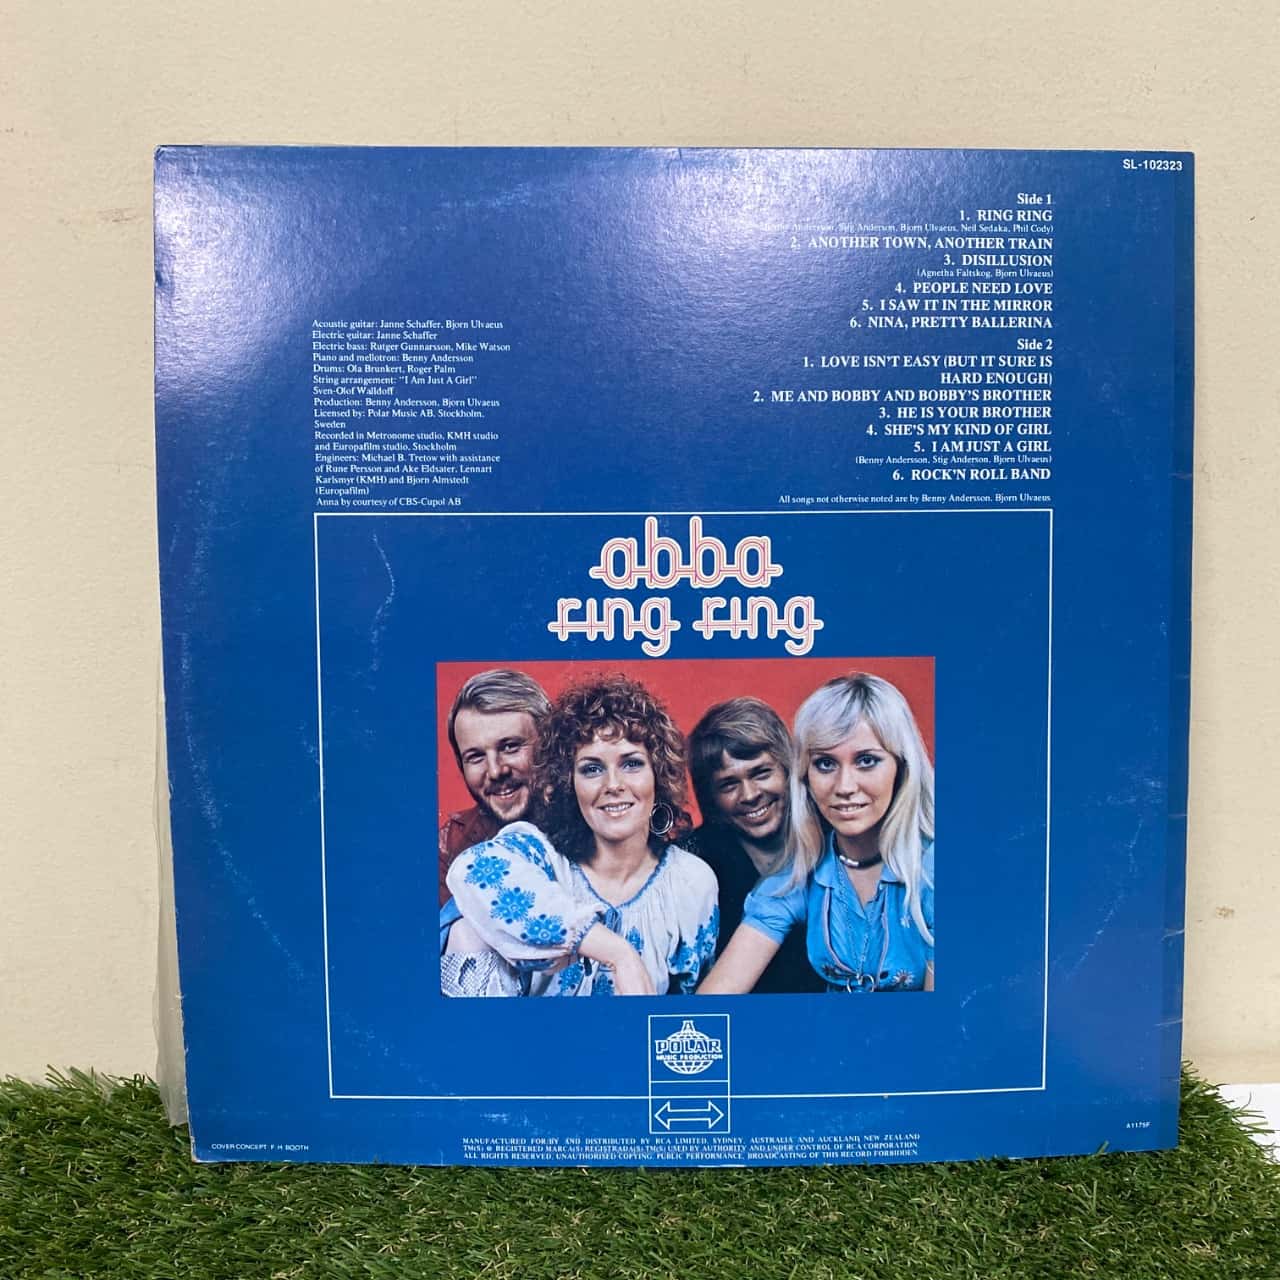 SL-102323
Side 1
1. RING RING
(Benny Andersson, Stig Anderson, Bjorn Ulvaeus, Neil Sedaka, Phil Cody)
2. ANOTHER TOWN, ANOTHER TRAIN
3. DISILLUSION
(Agnetha Faltskog, Bjorn Ulvaeus)
4. PEOPLE NEED LOVE
5. I SAW IT IN THE MIRROR
6. NINA, PRETTY BALLERINA
Side 2
1. LOVE ISN'T EASY (BUT IT SURE IS
HARD ENOUGH)
2. ME AND BOBBY AND BOBBY'S BROTHER
3. HE IS YOUR BROTHER
4. SHE'S MY KIND OF GIRL
5. I AM JUST A GIRL
(Benny Andersson, Stig Anderson, Bjorn Ulvaeus)
6. ROCK'N ROLL BAND
All songs not otherwise noted are by Benny Andersson, Bjorn Ulvaeus
Acoustic guitar: Janne Schaffer, Bjorn Ulvaeus
Electric guitar: Janne Schaffer
Electric bass: Rutger Gunnarsson, Mike Watson
Piano and mellotron: Benny Andersson
Drums: Ola Brunkert, Roger Palm
String arrangement: "I Am Just A Girl"
Sven-Olof Walldoff
Production: Benny Andersson, Bjorn Ulvaeus
Licensed by: Polar Music AB, Stockholm,
Sweden
Recorded in Metronome studio, KMH studio
and Europafilm studio, Stockholm
Engineers: Michael B. Tretow with assistance
of Rune Persson and Ake Eldsater, Lennart
Karlsmyr (KMH) and Bjorn Almstedt
(Europafilm)
Anna by courtesy of CBS-Cupol AB
abba
ring ring
A
POLAR
MUSIC PRODUCTION
A1175F
COVER CONCEPT F. H. BOOTH
MANUFACTURED FOR/BY AND DISTRIBUTED BY RCA LIMITED, SYDNEY, AUSTRALIA AND AUCKLAND, NEW ZEALAND
TM(S) ® REGISTERED MARCA(S) REGISTRADA(S) TM(S) USED BY AUTHORITY AND UNDER CONTROL OF RCA CORPORATION.
ALL RIGHTS RESERVED. UNAUTHORISED COPYING, PUBLIC PERFORMANCE, BROADCASTING OF THIS RECORD FORBIDDEN.